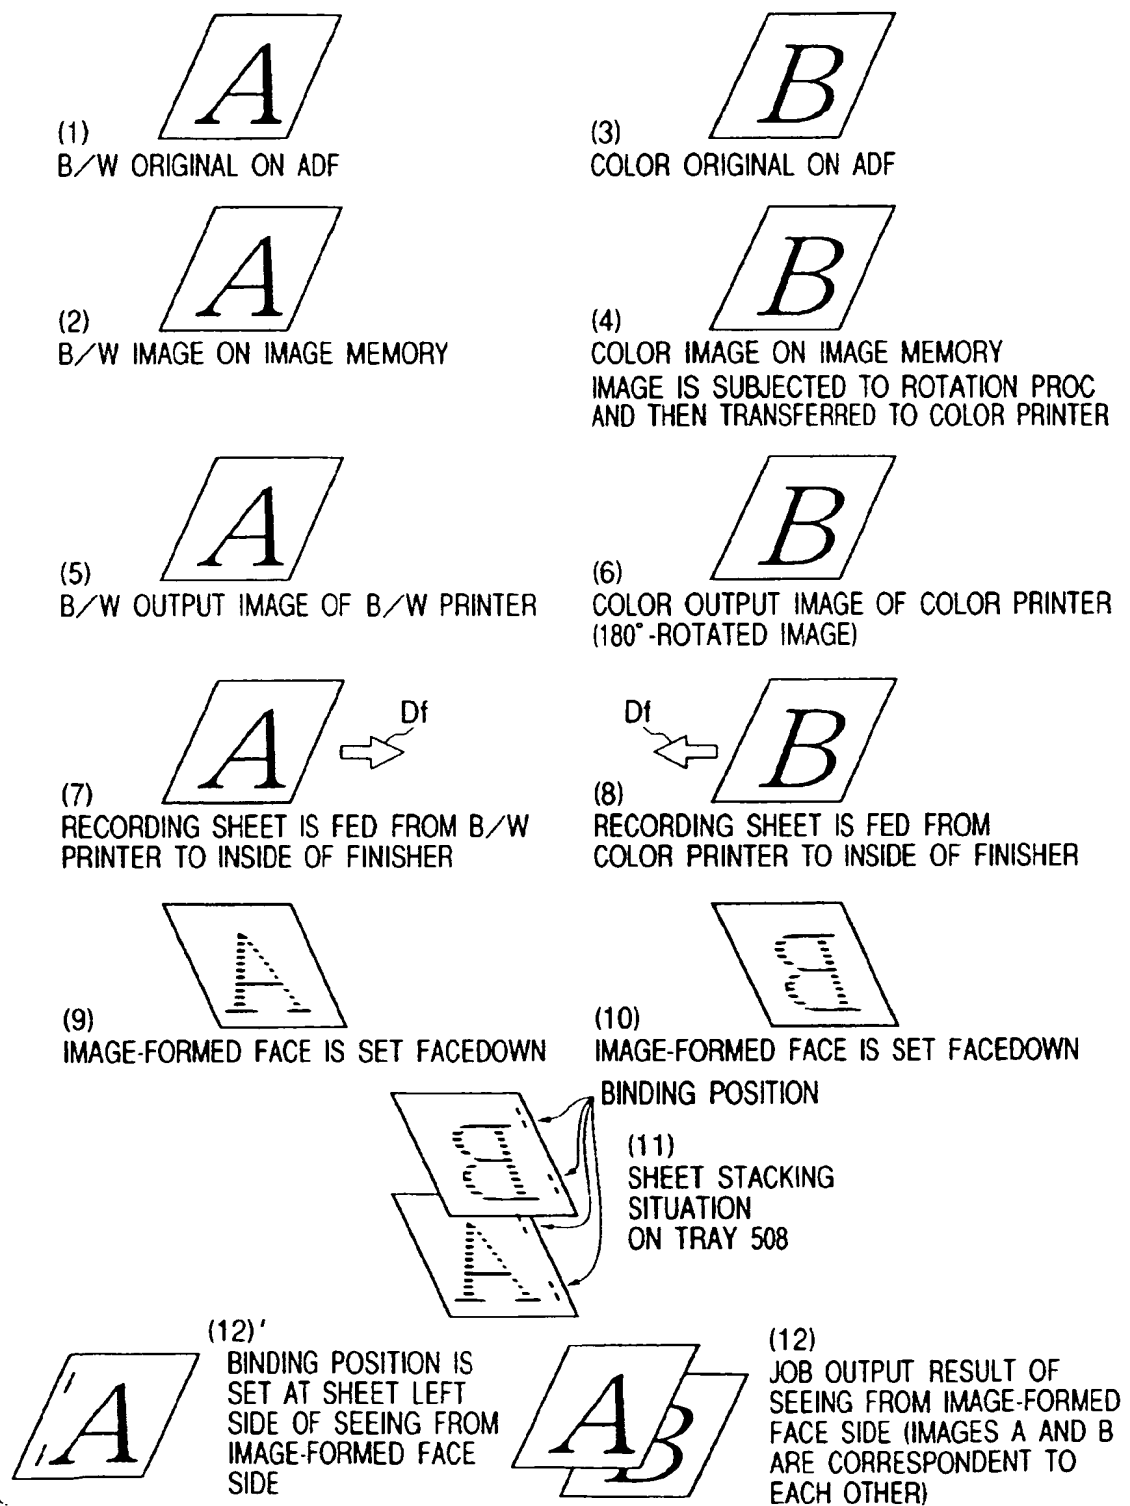 A
(1)
B/W ORIGINAL ON ADF
B
(3)
COLOR ORIGINAL ON ADF
A
(2)
B/W IMAGE ON IMAGE MEMORY
B
(4)
COLOR IMAGE ON IMAGE MEMORY
IMAGE IS SUBJECTED TO ROTATION PROC
AND THEN TRANSFERRED TO COLOR PRINTER
A
(5)
B/W OUTPUT IMAGE OF B/W PRINTER
B
(6)
COLOR OUTPUT IMAGE OF COLOR PRINTER
(180°-ROTATED IMAGE)
A
Df
(7)
RECORDING SHEET IS FED FROM B/W
PRINTER TO INSIDE OF FINISHER
Df
B
(8)
RECORDING SHEET IS FED FROM
COLOR PRINTER TO INSIDE OF FINISHER
A
(9)
IMAGE-FORMED FACE IS SET FACEDOWN
B
(10)
IMAGE-FORMED FACE IS SET FACEDOWN
BINDING POSITION
B
A
(11)
SHEET STACKING
SITUATION
ON TRAY 508
A
(12)'
BINDING POSITION IS
SET AT SHEET LEFT
SIDE OF SEEING FROM
IMAGE-FORMED FACE
SIDE
A
B
(12)
JOB OUTPUT RESULT OF
SEEING FROM IMAGE-FORMED
FACE SIDE (IMAGES A AND B
ARE CORRESPONDENT TO
EACH OTHER)